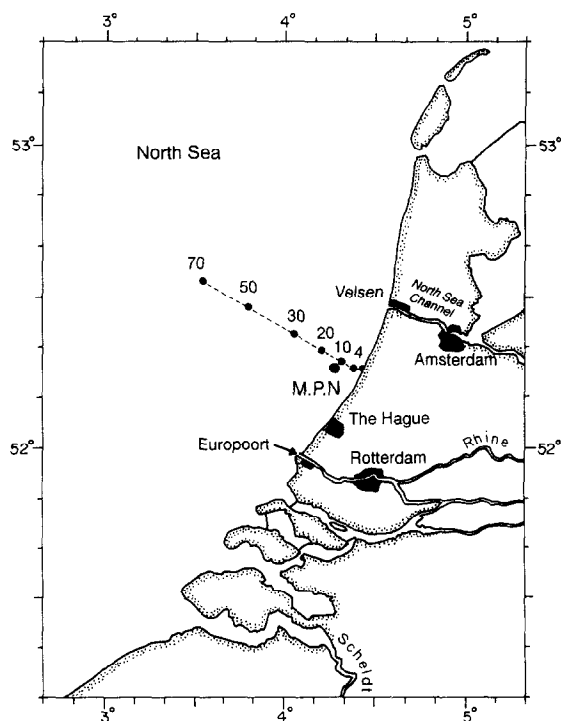 3° 4° 5°
53° 53°
North Sea
70
50
30
20
10
4
Velsen
North Sea
Channel
Amsterdam
M.P.N
The Hague
Europoort
52° 52°
Rotterdam
Rhine
Scheldt
3° 4° 5°